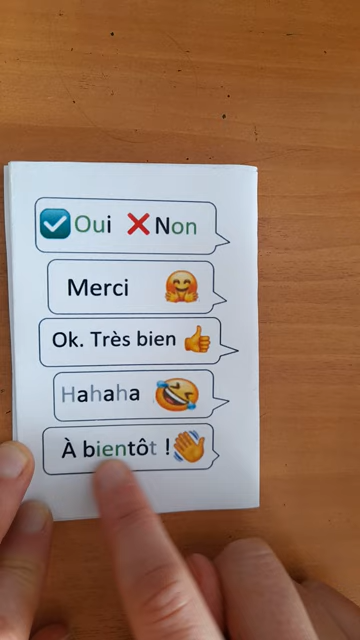 Oui Non
Merci
Ok. Très bien
Hahaha
À bientôt !